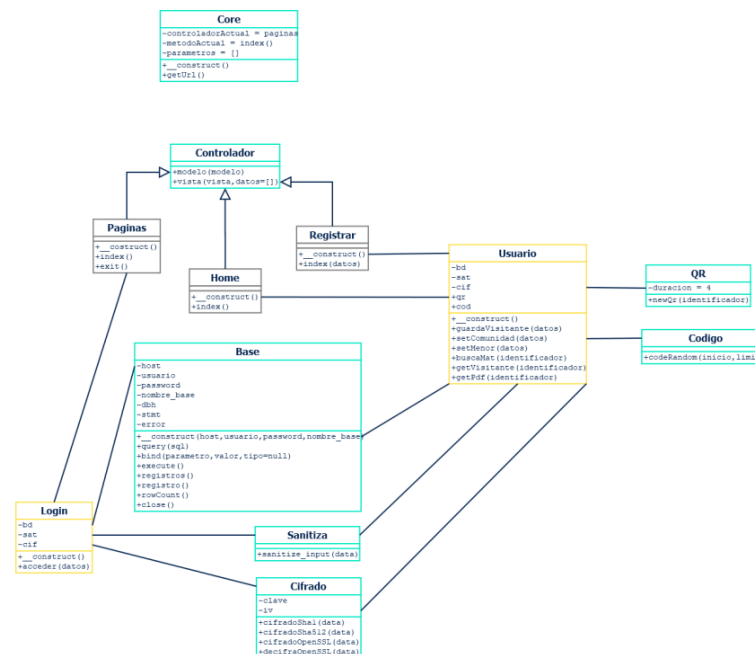 Core
-controladorActual = paginas
-metodoActual = index()
-parametros = []
+__construct()
+getUrl()
Controlador
+modelo(modelo)
+vista(vista,datos=[])
Paginas
+__costruct()
+index()
+exit()
Registrar
+__construct()
+index(datos)
Home
+__construct()
+index()
Usuario
-bd
-sat
-cif
+qr
+cod
+__construct()
+guardaVisitante(datos)
+setComunidad(datos)
+setMenor(datos)
+buscaMat(identificador)
+getVisitante(identificador)
+getPdf(identificador)
QR
-duracion = 4
+newQr(identificador)
Codigo
+codeRandom(inicio,limi
Base
-host
-usuario
-password
-nombre_base
-dbh
-stmt
-error
+__construct(host,usuario,password,nombre_base)
+query(sql)
+bind(parametro,valor,tipo=null)
+execute()
+registros()
+registro()
+rowCount()
+close()
Login
-bd
-sat
-cif
+__construct()
+acceder(datos)
Sanitiza
+sanitize_input(data)
Cifrado
-clave
-iv
+cifradoSha1(data)
+cifradoSha512(data)
+cifradoOpenSSL(data)
+decifraOpenSSL(data)